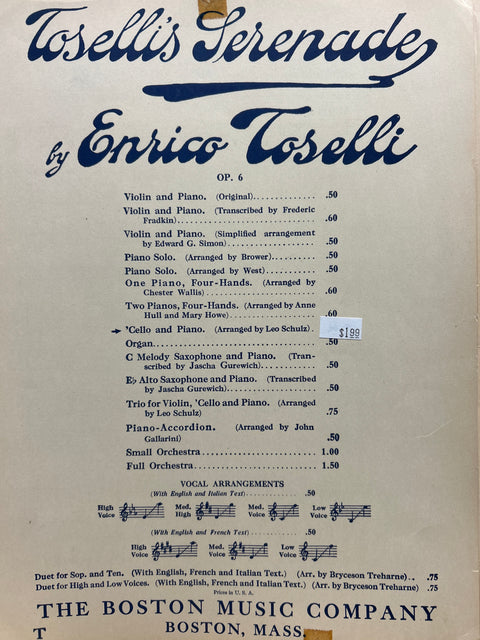 Toselli's Serenade
by Enrico Toselli
OP. 6
Violin and Piano. (Original).............. .50
Violin and Piano. (Transcribed by Frederic
Fradkin)................................ .60
Violin and Piano. (Simplified arrangement
by Edward G. Simon)................... .50
Piano Solo. (Arranged by Brower)......... .50
Piano Solo. (Arranged by West)........... .50
One Piano, Four-Hands. (Arranged by
Chester Wallis)......................... .60
Two Pianos, Four-Hands. (Arranged by Anne
Hull and Mary Howe)................... .60
'Cello and Piano. (Arranged by Leo Schulz).
$1.98
Organ..................................... .50
C Melody Saxophone and Piano. (Tran-
scribed by Jascha Gurewich)............. .50
E♭ Alto Saxophone and Piano. (Transcribed
by Jascha Gurewich).................... .50
Trio for Violin, 'Cello and Piano. (Arranged
by Leo Schulz) .75
Piano-Accordion. (Arranged by John
Gallarini) .50
Small Orchestra.......................... 1.00
Full Orchestra........................... 1.50
VOCAL ARRANGEMENTS
(With English and Italian Text)............ .50
High Voice Med. High Med. Voice Low Voice
(With English and French Text)............ .50
High Voice Med. Voice Low Voice
Duet for Sop. and Ten. (With English, French and Italian Text.) (Arr. by Bryceson Treharne).. .75
Duet for High and Low Voices. (With English, French and Italian Text.) (Arr. by Bryceson Treharne) .75
Prices in U. S. A.
THE BOSTON MUSIC COMPANY
T BOSTON, MASS.